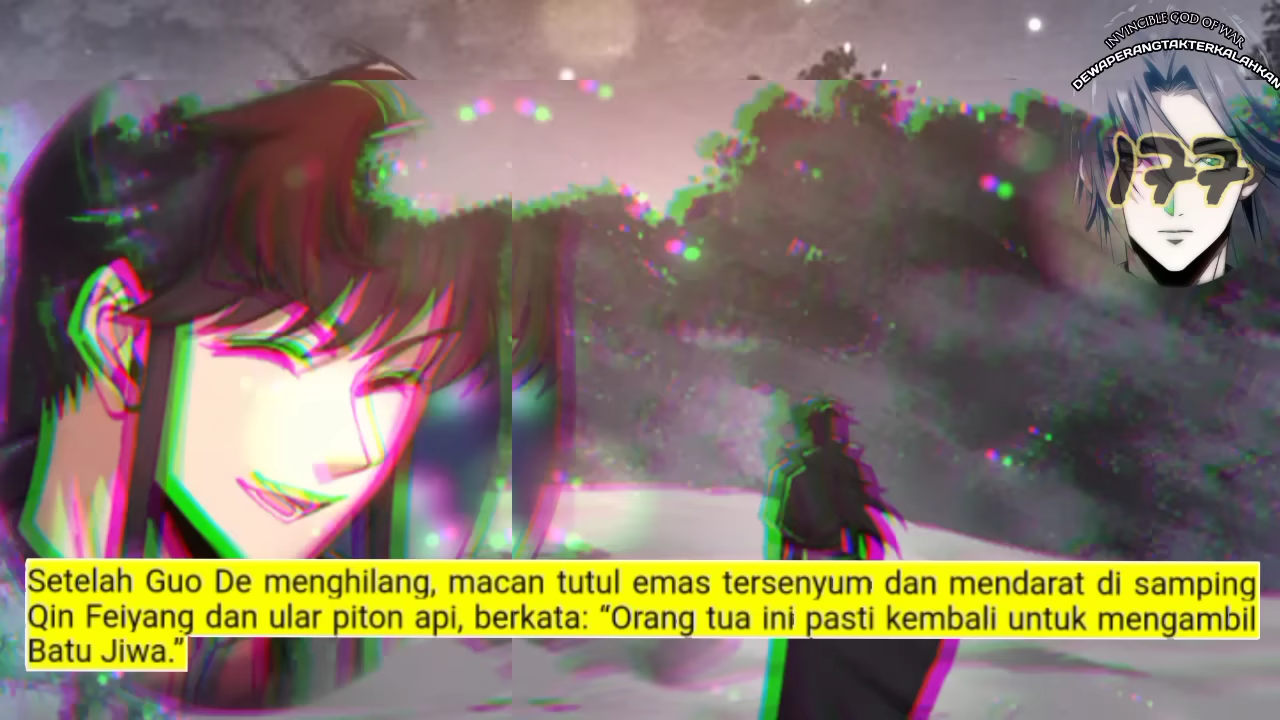 INVINCIBLE GOD OF WAR
DEWAPERANGTAKTERKALAHKAN
177
Setelah Guo De menghilang, macan tutul emas tersenyum dan mendarat di samping
Qin Feiyang dan ular piton api, berkata: “Orang tua ini pasti kembali untuk mengambil
Batu Jiwa.”